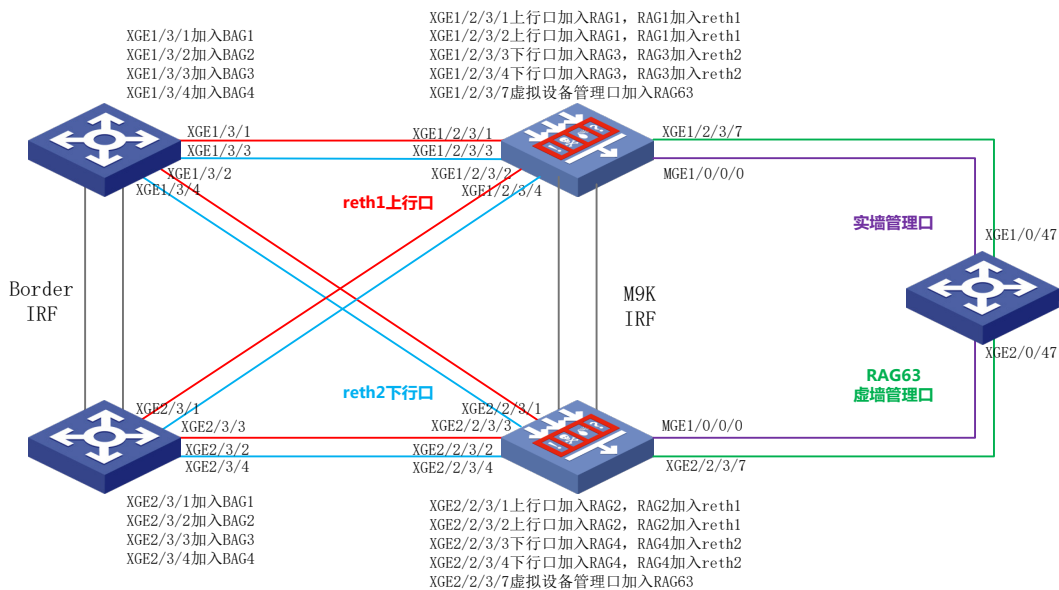 XGE1/2/3/1上行口加入RAG1，RAG1加入reth1
XGE1/2/3/2上行口加入RAG1，RAG1加入reth1
XGE1/2/3/3下行口加入RAG3，RAG3加入reth2
XGE1/2/3/4下行口加入RAG3，RAG3加入reth2
XGE1/2/3/7虚拟设备管理口加入RAG63
XGE1/3/1加入BAG1
XGE1/3/2加入BAG2
XGE1/3/3加入BAG3
XGE1/3/4加入BAG4
XGE1/3/1
XGE1/3/3
XGE1/3/2
XGE1/3/4
XGE1/2/3/1
XGE1/2/3/3
XGE1/2/3/2
XGE1/2/3/4
XGE1/2/3/7
MGE1/0/0/0
reth1上行口
实墙管理口
XGE1/0/47
Border
IRF
M9K
IRF
XGE2/0/47
RAG63
虚墙管理口
reth2下行口
XGE2/3/1
XGE2/3/3
XGE2/3/2
XGE2/3/4
XGE2/2/3/1
XGE2/2/3/3
XGE2/2/3/2
XGE2/2/3/4
MGE1/0/0/0
XGE2/2/3/7
XGE2/3/1加入BAG1
XGE2/3/2加入BAG2
XGE2/3/3加入BAG3
XGE2/3/4加入BAG4
XGE2/2/3/1上行口加入RAG2，RAG2加入reth1
XGE2/2/3/2上行口加入RAG2，RAG2加入reth1
XGE2/2/3/3下行口加入RAG4，RAG4加入reth2
XGE2/2/3/4下行口加入RAG4，RAG4加入reth2
XGE2/2/3/7虚拟设备管理口加入RAG63